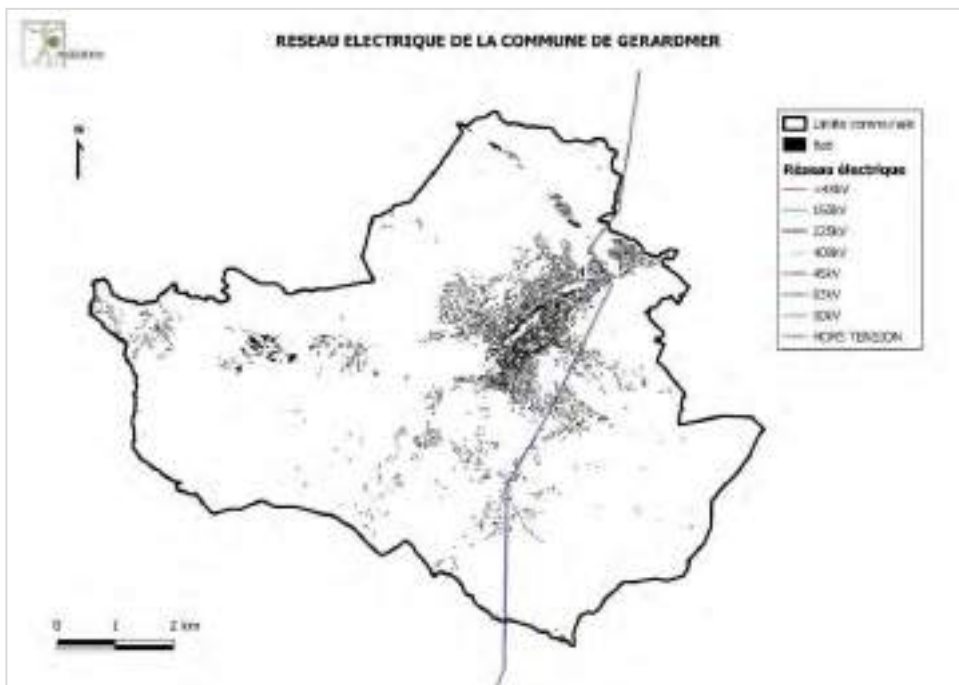 RESEAU ELECTRIQUE DE LA COMMUNE DE GERARDMER
N
Limite communale
Bati
Réseau électrique
<45kV
150kV
225kV
400kV
45kV
63kV
90kV
HORS TENSION
0 1 2 km